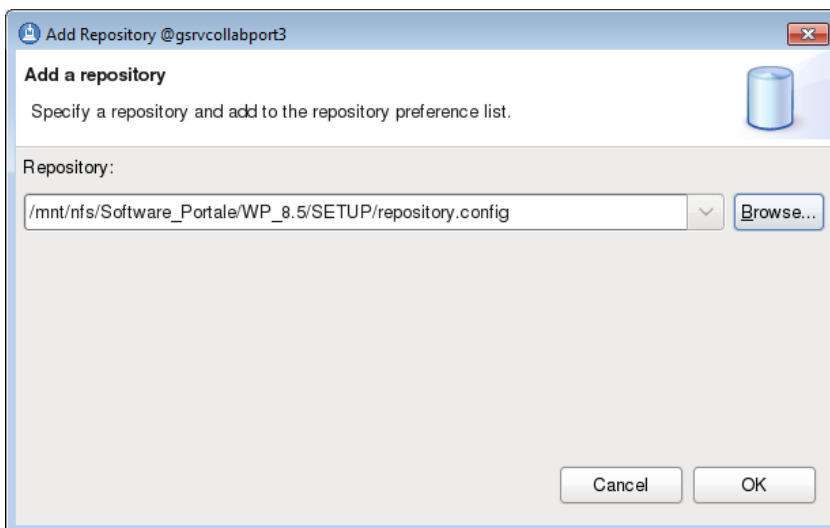 Add Repository @gsrvcollabport3
Add a repository
Specify a repository and add to the repository preference list.
Repository:
/mnt/nfs/Software_Portale/WP_8.5/SETUP/repository.config
Browse...
Cancel
OK